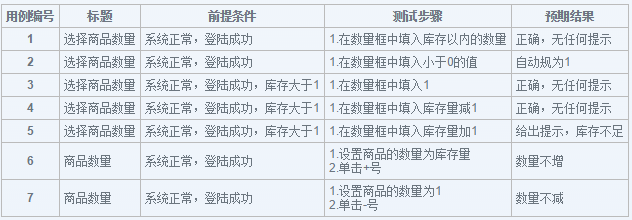 用例编号 标题 前提条件 测试步骤 预期结果
1 选择商品数量 系统正常，登陆成功 1.在数量框中填入库存以内的数量 正确，无任何提示
2 选择商品数量 系统正常，登陆成功 1.在数量框中填入小于0的值 自动规为1
3 选择商品数量 系统正常，登陆成功，库存大于1 1.在数量框中填入1 正确，无任何提示
4 选择商品数量 系统正常，登陆成功，库存大于1 1.在数量框中填入库存量减1 正确，无任何提示
5 选择商品数量 系统正常，登陆成功，库存大于1 1.在数量框中填入库存量加1 给出提示，库存不足
6 商品数量 系统正常，登陆成功 1.设置商品的数量为库存量
2.单击+号 数量不增
7 商品数量 系统正常，登陆成功 1.设置商品的数量为1
2.单击-号 数量不减